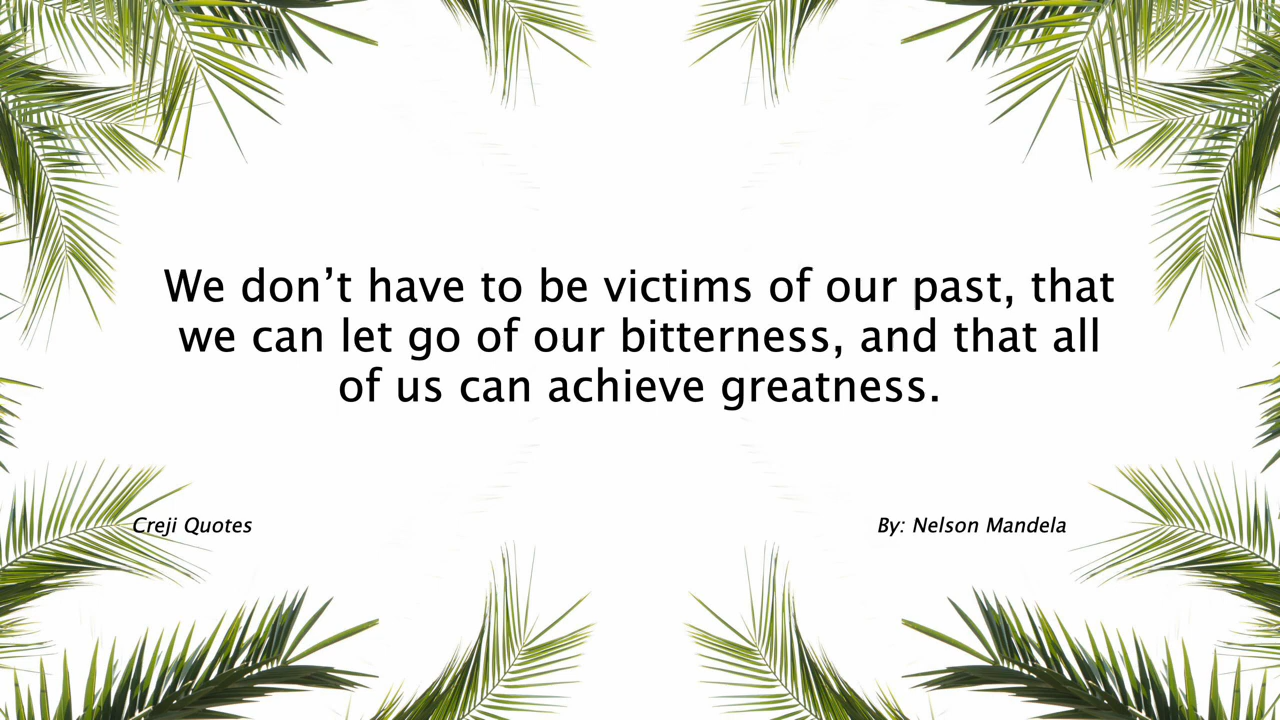 We don’t have to be victims of our past, that
we can let go of our bitterness, and that all
of us can achieve greatness.
Creji Quotes
By: Nelson Mandela